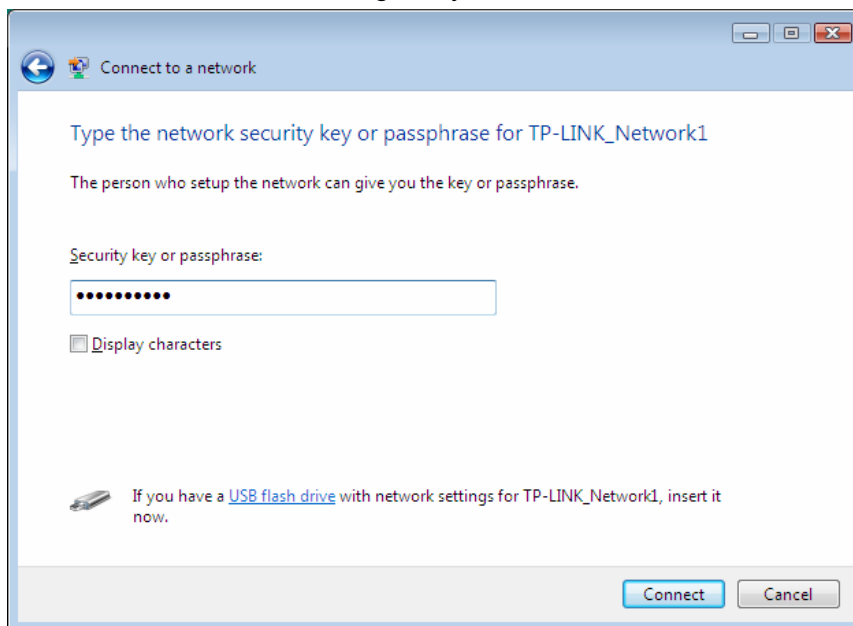 Connect to a network
Type the network security key or passphrase for TP-LINK_Network1
The person who setup the network can give you the key or passphrase.
Security key or passphrase:
••••••••••
Display characters
If you have a USB flash drive with network settings for TP-LINK_Network1, insert it
now.
Connect Cancel